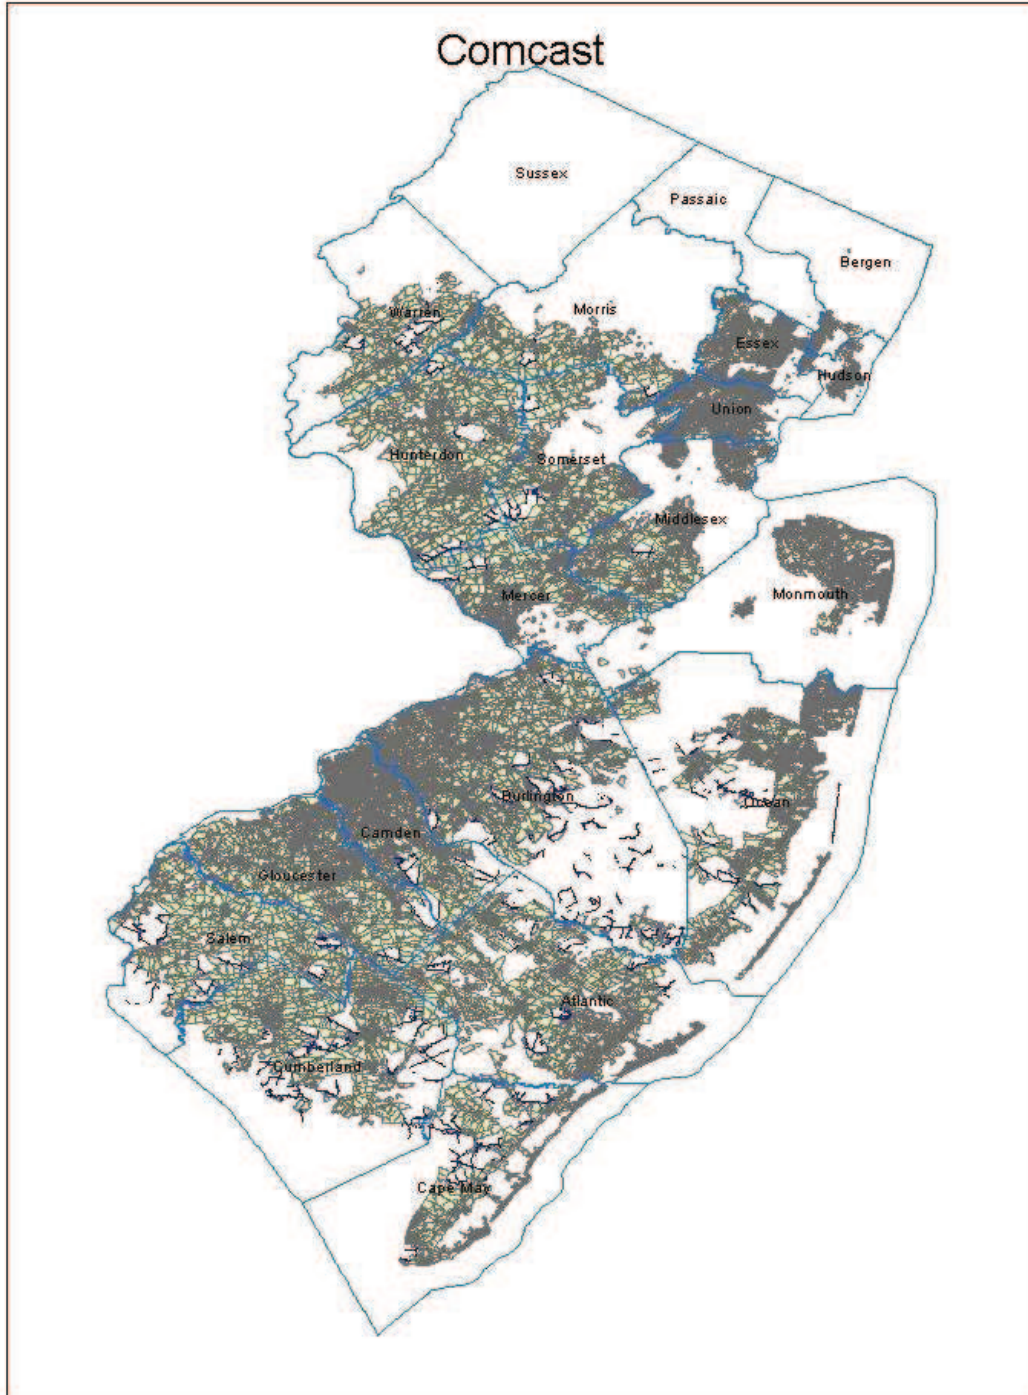 Comcast
Sussex
Passaic
Bergen
Warren
Morris
Essex
Hudson
Union
Hunterdon
Somerset
Middlesex
Mercer
Monmouth
Burlington
Ocean
Camden
Gloucester
Salem
Atlantic
Cumberland
Cape May